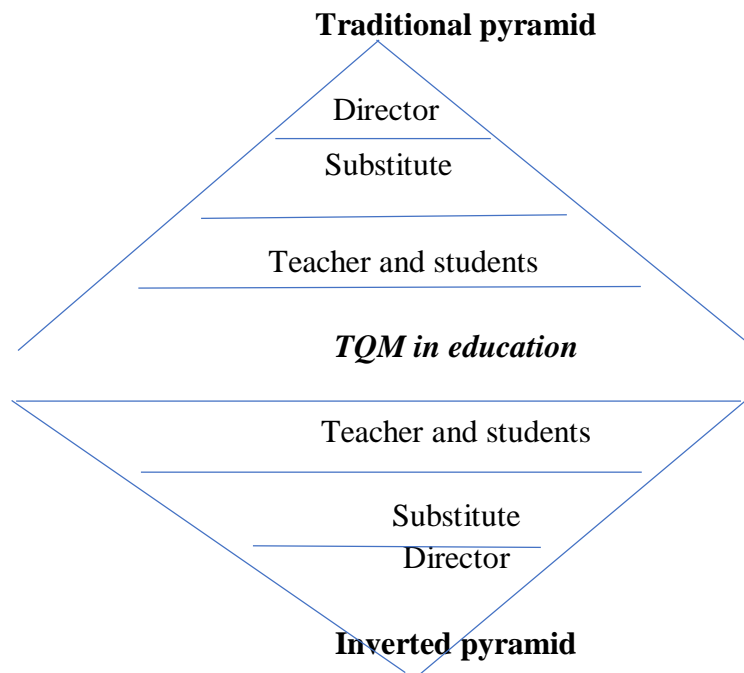 Traditional pyramid
Director
Substitute
Teacher and students
TQM in education
Teacher and students
Substitute
Director
Inverted pyramid